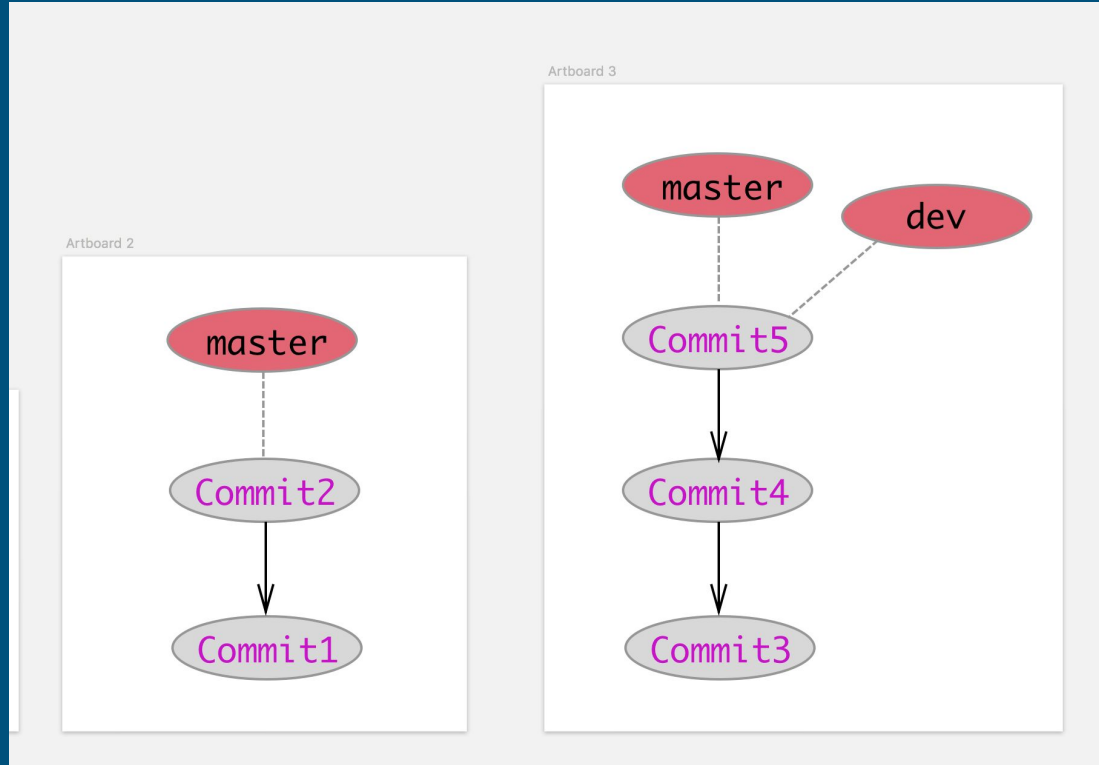 Artboard 2
master
Commit2
Commit1
Artboard 3
master
dev
Commit5
Commit4
Commit3